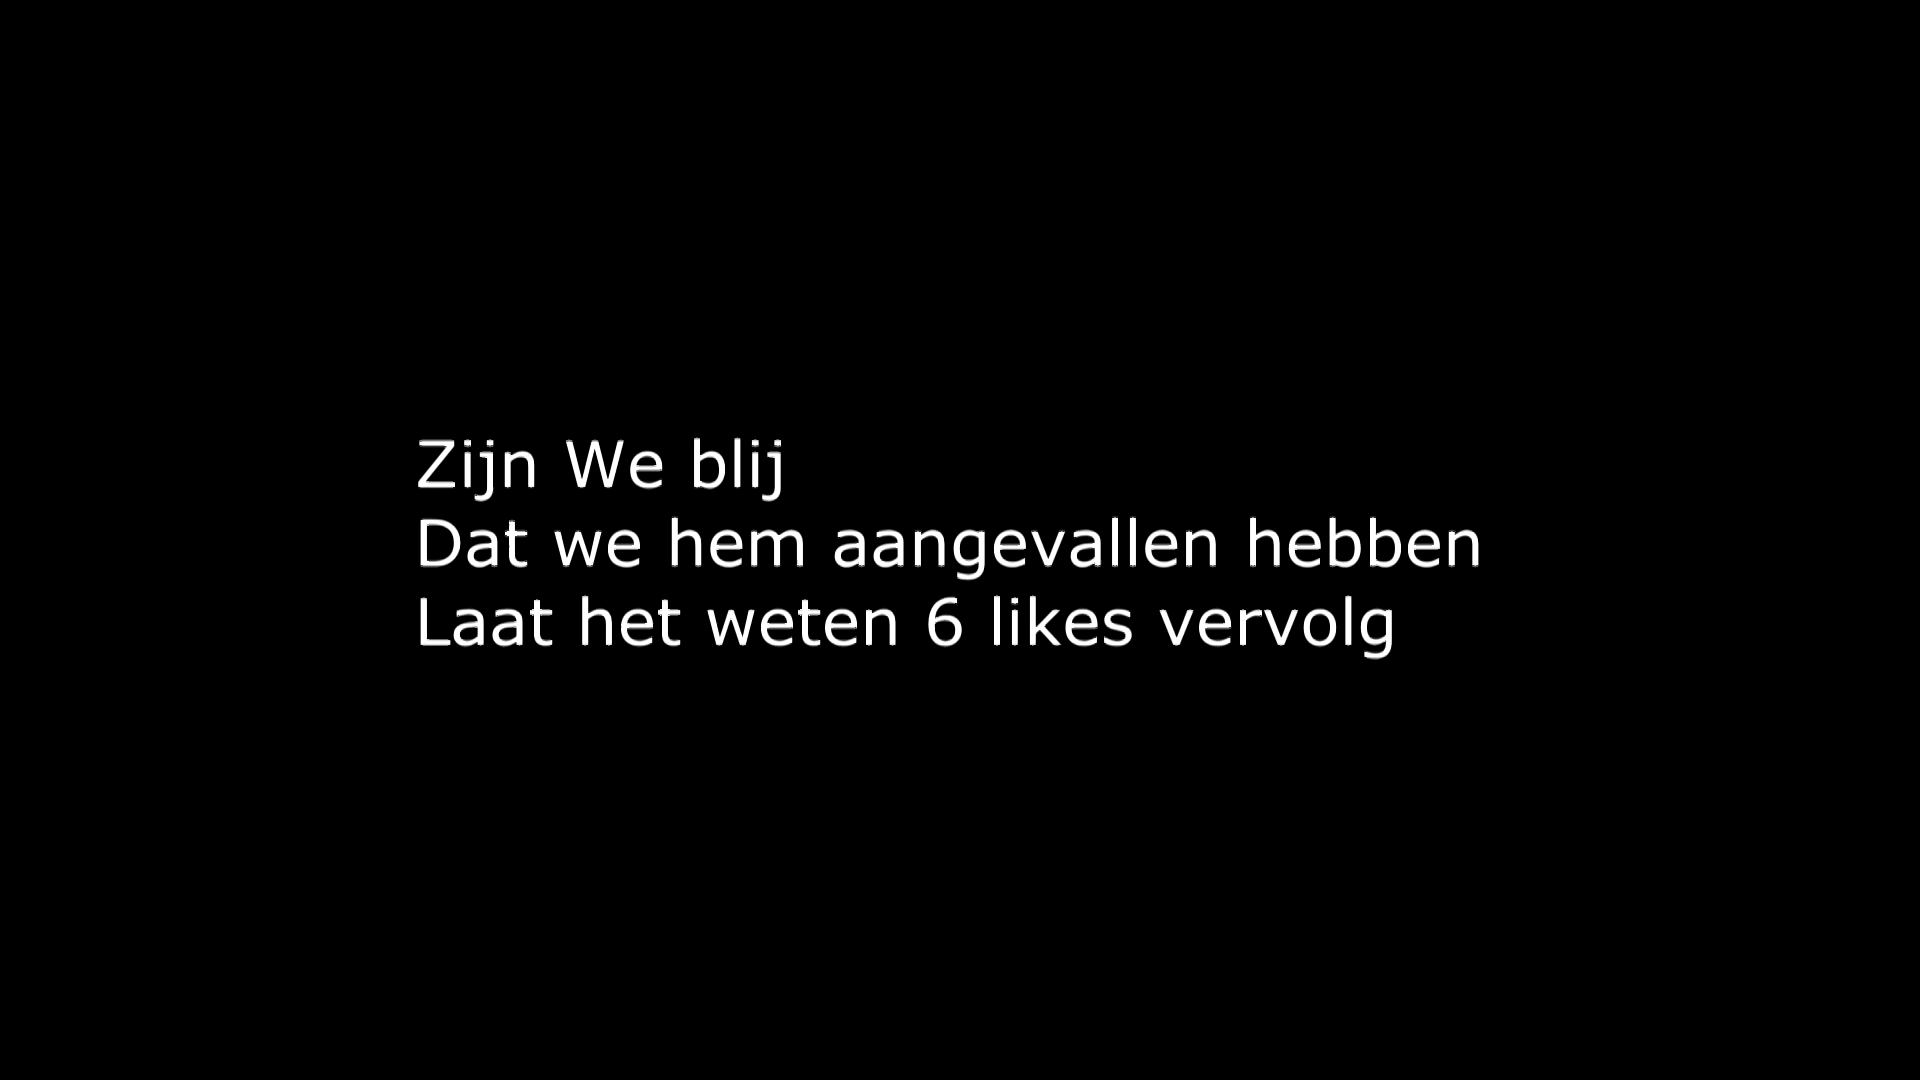 Zijn We blij
Dat we hem aangevallen hebben
Laat het weten 6 likes vervolg